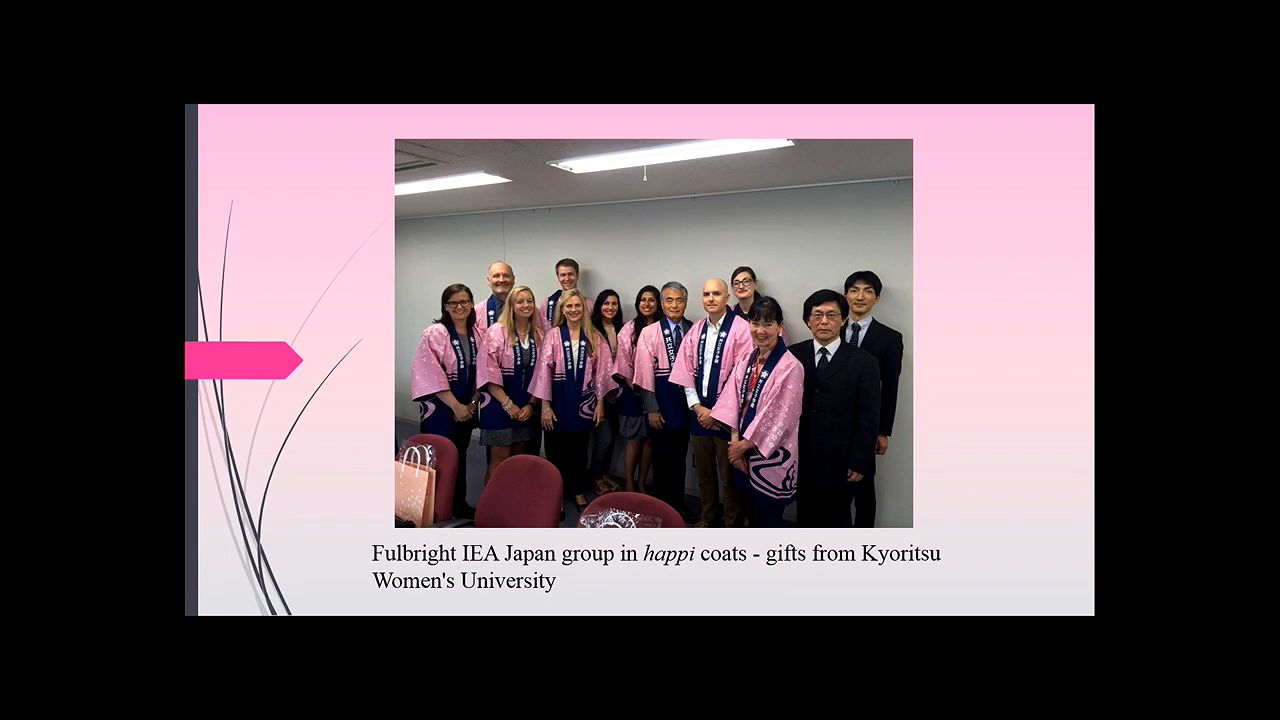 Fulbright IEA Japan group in happi coats - gifts from Kyoritsu
Women's University